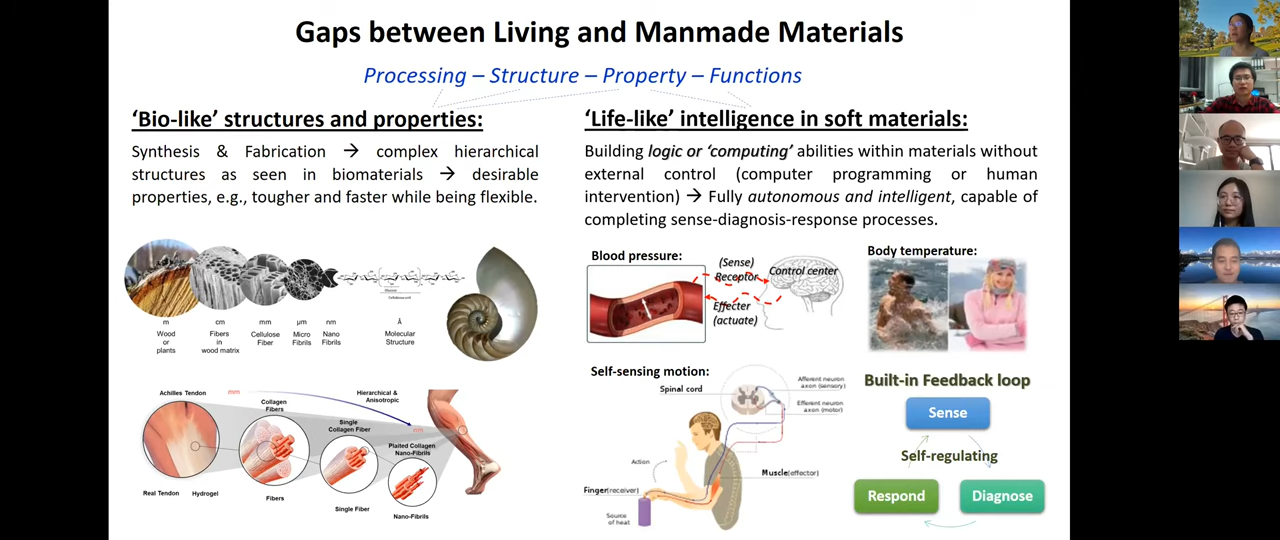 Gaps between Living and Manmade Materials
Processing – Structure – Property – Functions
'Bio-like' structures and properties:
Synthesis & Fabrication → complex hierarchical
structures as seen in biomaterials → desirable
properties, e.g., tougher and faster while being flexible.
m
Wood
or
plants
cm
Fibers
in
wood matrix
mm
Cellulose
Fiber
µm
Micro
Fibrils
nm
Nano
Fibrils
Å
Molecular
Structure
Achilles Tendon
mm
Hierarchical &
Anisotropic
Collagen
Fibers
Single
Collagen Fiber
nm
Plaited Collagen
Nano-Fibrils
Real Tendon
Hydrogel
Fibers
Single Fiber
Nano-Fibrils
'Life-like' intelligence in soft materials:
Building logic or 'computing' abilities within materials without
external control (computer programming or human
intervention) → Fully autonomous and intelligent, capable of
completing sense-diagnosis-response processes.
Blood pressure:
(Sense)
Receptor
Control center
Effecter
(actuate)
Body temperature:
Self-sensing motion:
Spinal cord
Afferent neuron
axon (sensory)
Efferent neuron
axon (motor)
Action
Muscle(effector)
Finger(receiver)
Source
of heat
Built-in Feedback loop
Sense
Self-regulating
Respond
Diagnose